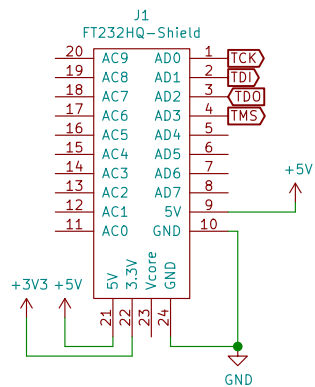 J1
FT232HQ-Shield
20 AC9 AD0 1 TCK
19 AC8 AD1 2 TDI
18 AC7 AD2 3 TDO
17 AC6 AD3 4 TMS
16 AC5 AD4 5
15 AC4 AD5 6
14 AC3 AD6 7
13 AC2 AD7 8
12 AC1 5V 9
11 AC0 GND 10
+5V
5V
3.3V
Vcore
GND
+3V3 +5V
21
22
23
24
GND